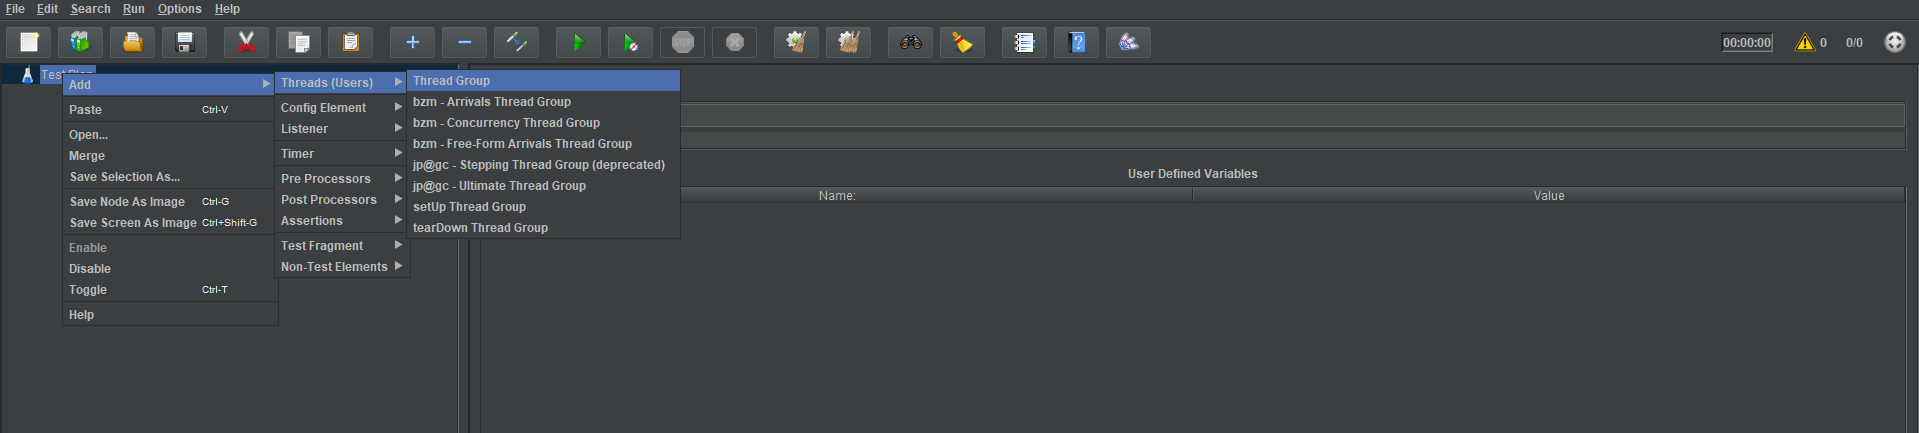 File Edit Search Run Options Help
STOP
00:00:00 0 0/0
Add
Paste Ctrl-V
Open...
Merge
Save Selection As...
Save Node As Image Ctrl-G
Save Screen As Image Ctrl+Shift-G
Enable
Disable
Toggle Ctrl-T
Help
Threads (Users)
Config Element
Listener
Timer
Pre Processors
Post Processors
Assertions
Test Fragment
Non-Test Elements
Thread Group
bzm - Arrivals Thread Group
bzm - Concurrency Thread Group
bzm - Free-Form Arrivals Thread Group
jp@gc - Stepping Thread Group (deprecated)
jp@gc - Ultimate Thread Group
setUp Thread Group
tearDown Thread Group
User Defined Variables
Name: Value